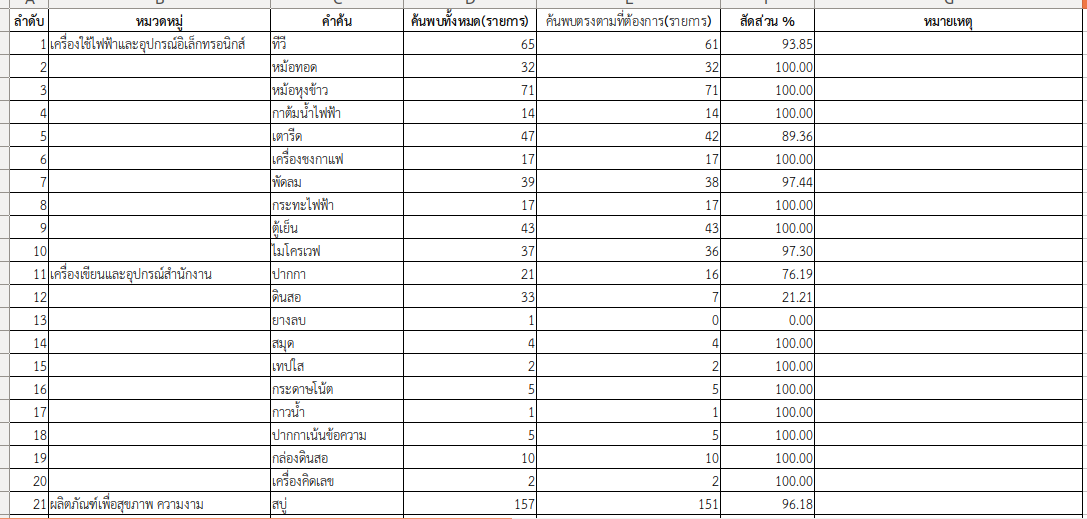 ลำดับ หมวดหมู่ คำค้น ค้นพบทั้งหมด(รายการ) ค้นพบตรงตามที่ต้องการ(รายการ) สัดส่วน % หมายเหตุ
1 เครื่องใช้ไฟฟ้าและอุปกรณ์อิเล็กทรอนิกส์ ทีวี 65 61 93.85
2 หม้อทอด 32 32 100.00
3 หม้อหุงข้าว 71 71 100.00
4 กาต้มน้ำไฟฟ้า 14 14 100.00
5 เตารีด 47 42 89.36
6 เครื่องชงกาแฟ 17 17 100.00
7 พัดลม 39 38 97.44
8 กระทะไฟฟ้า 17 17 100.00
9 ตู้เย็น 43 43 100.00
10 ไมโครเวฟ 37 36 97.30
11 เครื่องเขียนและอุปกรณ์สำนักงาน ปากกา 21 16 76.19
12 ดินสอ 33 7 21.21
13 ยางลบ 1 0 0.00
14 สมุด 4 4 100.00
15 เทปใส 2 2 100.00
16 กระดาษโน้ต 5 5 100.00
17 กาวน้ำ 1 1 100.00
18 ปากกาเน้นข้อความ 5 5 100.00
19 กล่องดินสอ 10 10 100.00
20 เครื่องคิดเลข 2 2 100.00
21 ผลิตภัณฑ์เพื่อสุขภาพ ความงาม สบู่ 157 151 96.18